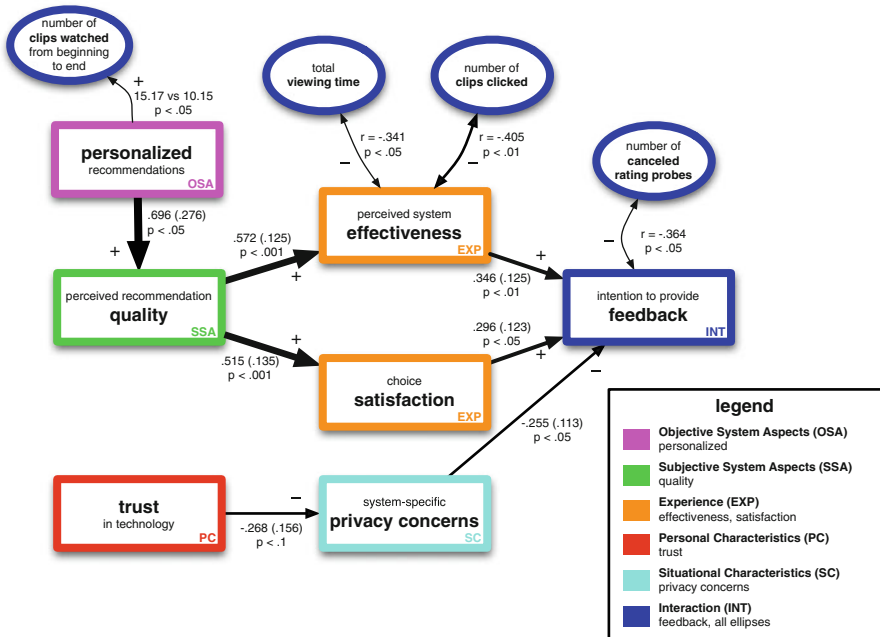 number of
clips watched
from beginning
to end
+
15.17 vs 10.15
p < .05
personalized
recommendations
OSA
.696 (.276)
p < .05
+
perceived recommendation
quality
SSA
total
viewing time
number of
clips clicked
r = -.341
p < .05
–
r = -.405
p < .01
–
perceived system
effectiveness
EXP
.572 (.125)
p < .001
+
+
.515 (.135)
p < .001
choice
satisfaction
EXP
number of
canceled
rating probes
–
r = -.364
p < .05
+
.346 (.125)
p < .01
.296 (.123)
p < .05
+
intention to provide
feedback
INT
–
-.255 (.113)
p < .05
trust
in technology
PC
–
-.268 (.156)
p < .1
system-specific
privacy concerns
SC
legend
Objective System Aspects (OSA)
personalized
Subjective System Aspects (SSA)
quality
Experience (EXP)
effectiveness, satisfaction
Personal Characteristics (PC)
trust
Situational Characteristics (SC)
privacy concerns
Interaction (INT)
feedback, all ellipses